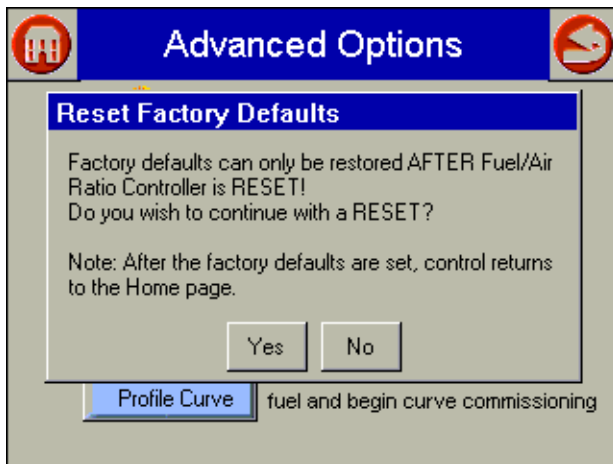 Advanced Options
Reset Factory Defaults
Factory defaults can only be restored AFTER Fuel/Air
Ratio Controller is RESET!
Do you wish to continue with a RESET?
Note: After the factory defaults are set, control returns
to the Home page.
Yes No
Profile Curve fuel and begin curve commissioning